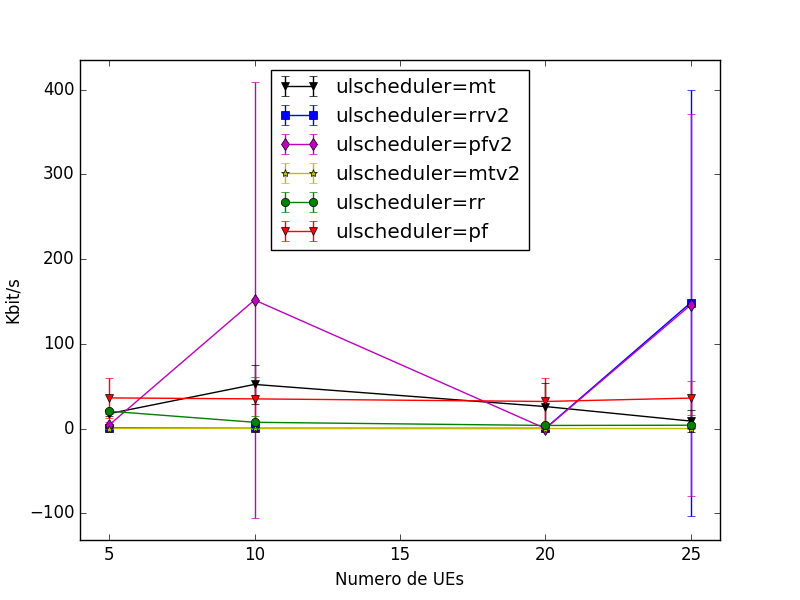 400
300
200
100
0
−100
5
10
15
20
25
Kbit/s
Numero de UEs
ulscheduler=mt
ulscheduler=rrv2
ulscheduler=pfv2
ulscheduler=mtv2
ulscheduler=rr
ulscheduler=pf